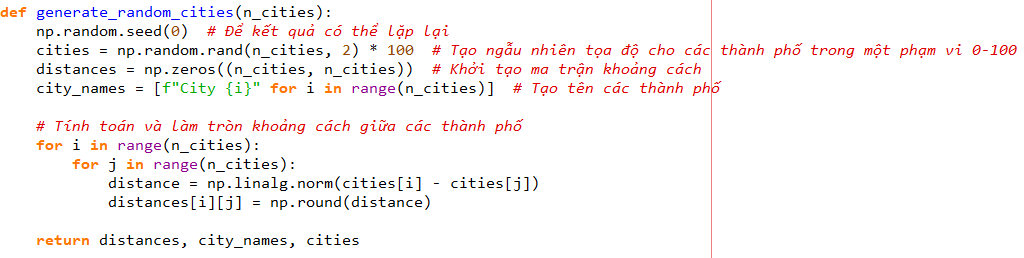 def generate_random_cities(n_cities):
    np.random.seed(0)  # Để kết quả có thể lặp lại
    cities = np.random.rand(n_cities, 2) * 100  # Tạo ngẫu nhiên tọa độ cho các thành phố trong một phạm vi 0-100
    distances = np.zeros((n_cities, n_cities))  # Khởi tạo ma trận khoảng cách
    city_names = [f"City {i}" for i in range(n_cities)]  # Tạo tên các thành phố
    # Tính toán và làm tròn khoảng cách giữa các thành phố
    for i in range(n_cities):
        for j in range(n_cities):
            distance = np.linalg.norm(cities[i] - cities[j])
            distances[i][j] = np.round(distance)
    return distances, city_names, cities